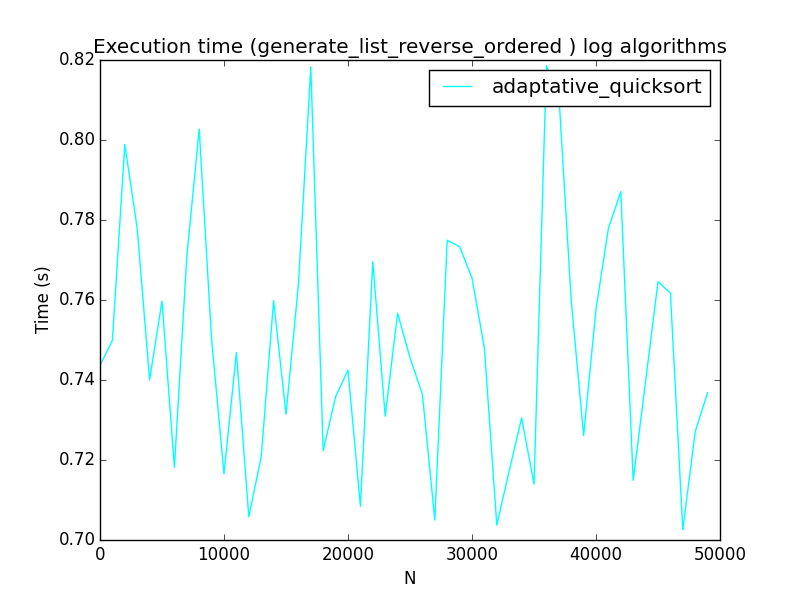 Execution time (generate_list_reverse_ordered ) log algorithms
adaptative_quicksort
0.82
0.80
0.78
0.76
0.74
0.72
0.70
Time (s)
0 10000 20000 30000 40000 50000
N